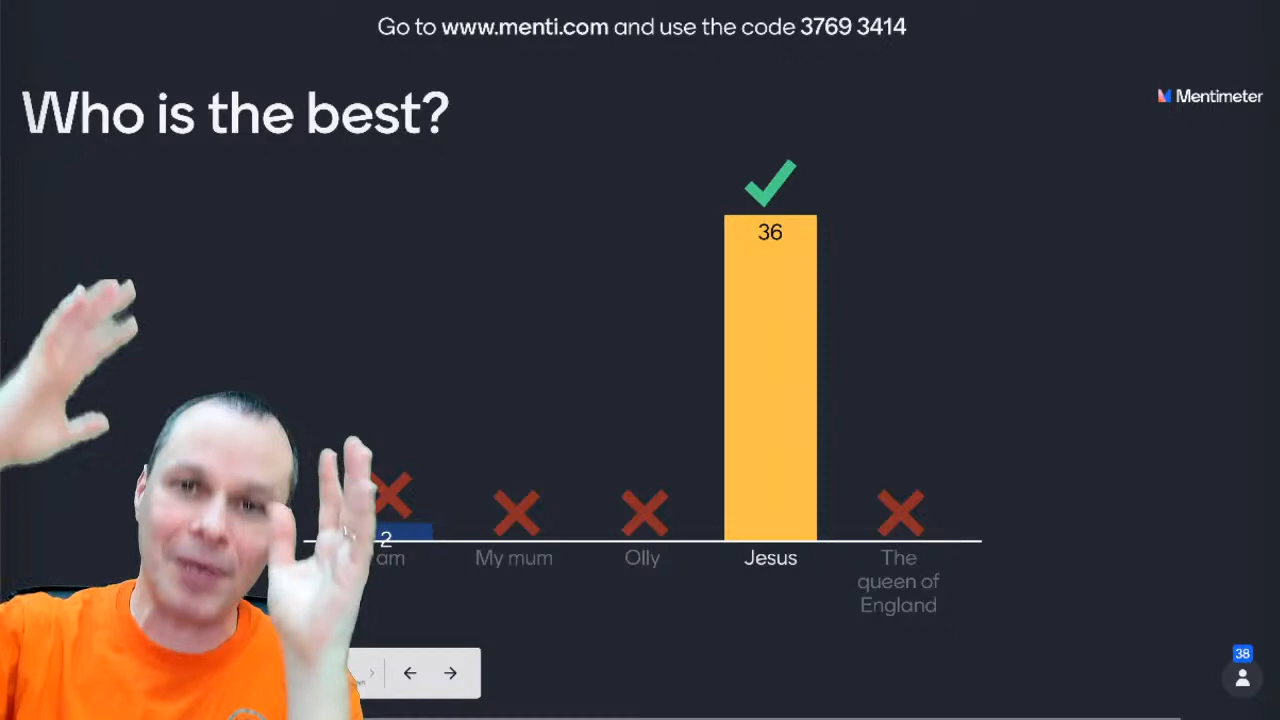 Go to www.menti.com and use the code 3769 3414
Who is the best?
Mentimeter
36
2
am
My mum
Olly
Jesus
The
queen of
England
38